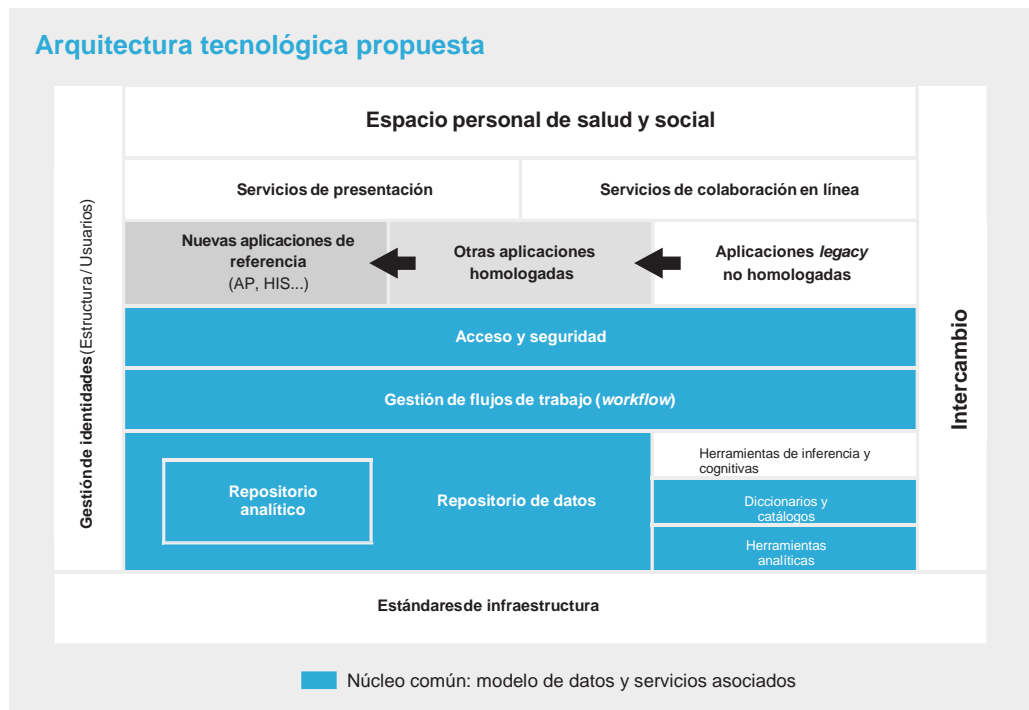 Arquitectura tecnológica propuesta
Gestión de identidades (Estructura / Usuarios)
Espacio personal de salud y social
Servicios de presentación
Servicios de colaboración en línea
Nuevas aplicaciones de
referencia
(AP, HIS...)
Otras aplicaciones
homologadas
Aplicaciones legacy
no homologadas
Acceso y seguridad
Gestión de flujos de trabajo (workflow)
Repositorio
analítico
Repositorio de datos
Herramientas de inferencia y
cognitivas
Diccionarios y
catálogos
Herramientas
analíticas
Intercambio
Estándares de infraestructura
Núcleo común: modelo de datos y servicios asociados